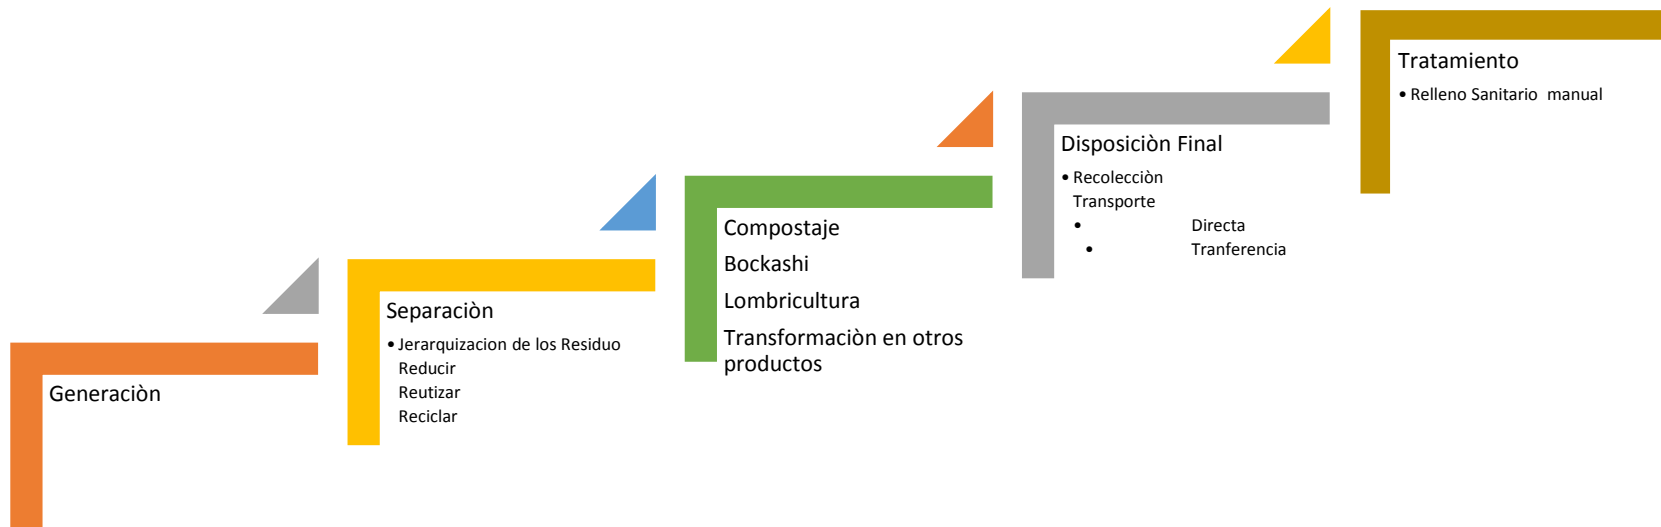 Generaciòn
Separaciòn
• Jerarquizacion de los Residuo
Reducir
Reutizar
Reciclar
Compostaje
Bockashi
Lombricultura
Transformaciòn en otros
productos
Disposiciòn Final
• Recolecciòn
Transporte
• Directa
• Tranferencia
Tratamiento
• Relleno Sanitario manual